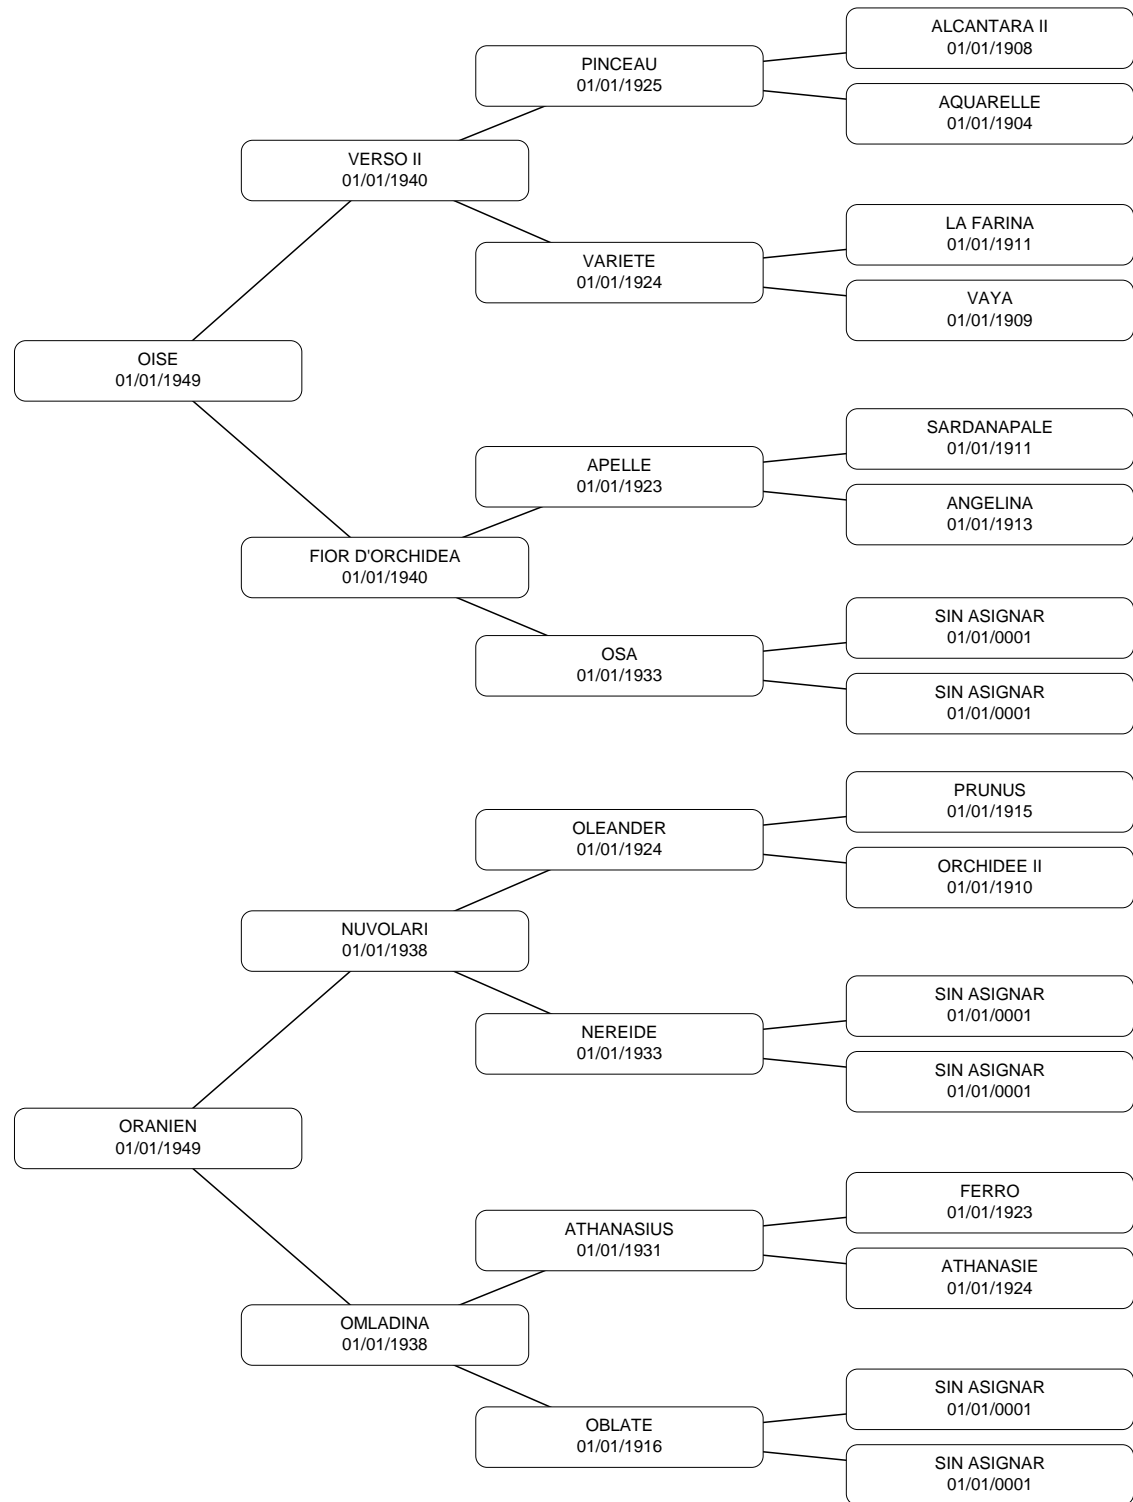 ALCANTARA II
01/01/1908
PINCEAU
01/01/1925
AQUARELLE
01/01/1904
VERSO II
01/01/1940
LA FARINA
01/01/1911
VARIETE
01/01/1924
VAYA
01/01/1909
OISE
01/01/1949
SARDANAPALE
01/01/1911
APELLE
01/01/1923
ANGELINA
01/01/1913
FIOR D'ORCHIDEA
01/01/1940
SIN ASIGNAR
01/01/0001
OSA
01/01/1933
SIN ASIGNAR
01/01/0001
PRUNUS
01/01/1915
OLEANDER
01/01/1924
ORCHIDEE II
01/01/1910
NUVOLARI
01/01/1938
SIN ASIGNAR
01/01/0001
NEREIDE
01/01/1933
SIN ASIGNAR
01/01/0001
ORANIEN
01/01/1949
FERRO
01/01/1923
ATHANASIUS
01/01/1931
ATHANASIE
01/01/1924
OMLADINA
01/01/1938
SIN ASIGNAR
01/01/0001
OBLATE
01/01/1916
SIN ASIGNAR
01/01/0001